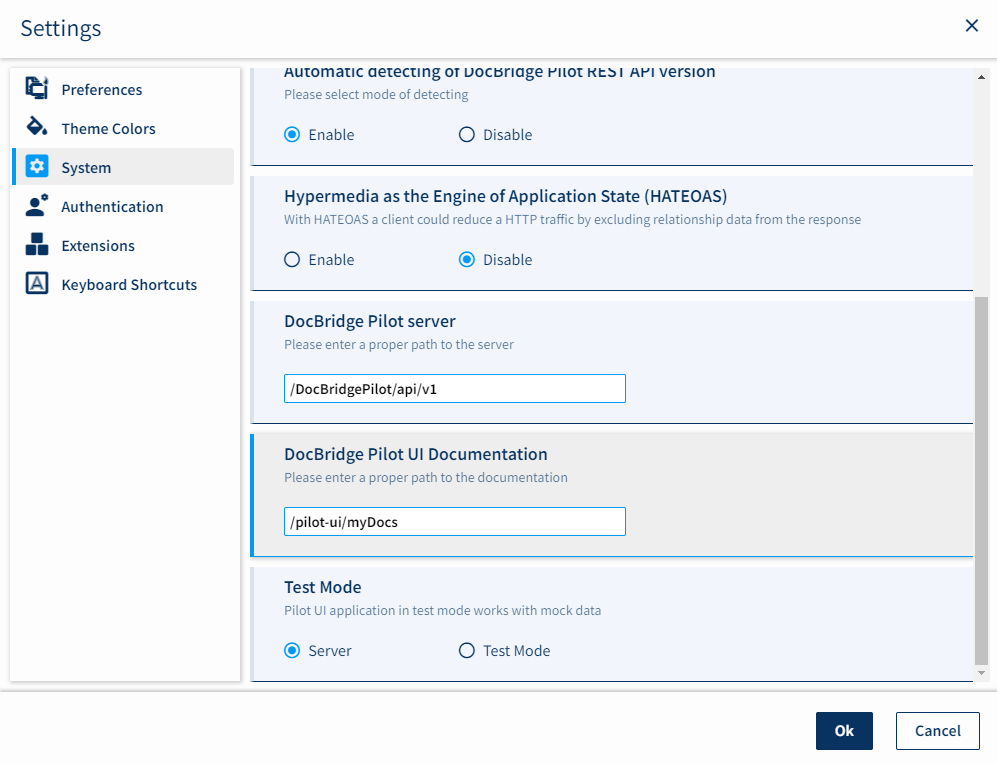 Settings
Preferences
Theme Colors
System
Authentication
Extensions
Keyboard Shortcuts
Automatic detecting of DocBridge Pilot REST API version
Please select mode of detecting
Enable Disable
Hypermedia as the Engine of Application State (HATEOAS)
With HATEOAS a client could reduce a HTTP traffic by excluding relationship data from the response
Enable Disable
DocBridge Pilot server
Please enter a proper path to the server
/DocBridgePilot/api/v1
DocBridge Pilot UI Documentation
Please enter a proper path to the documentation
/pilot-ui/myDocs
Test Mode
Pilot UI application in test mode works with mock data
Server Test Mode
Ok Cancel